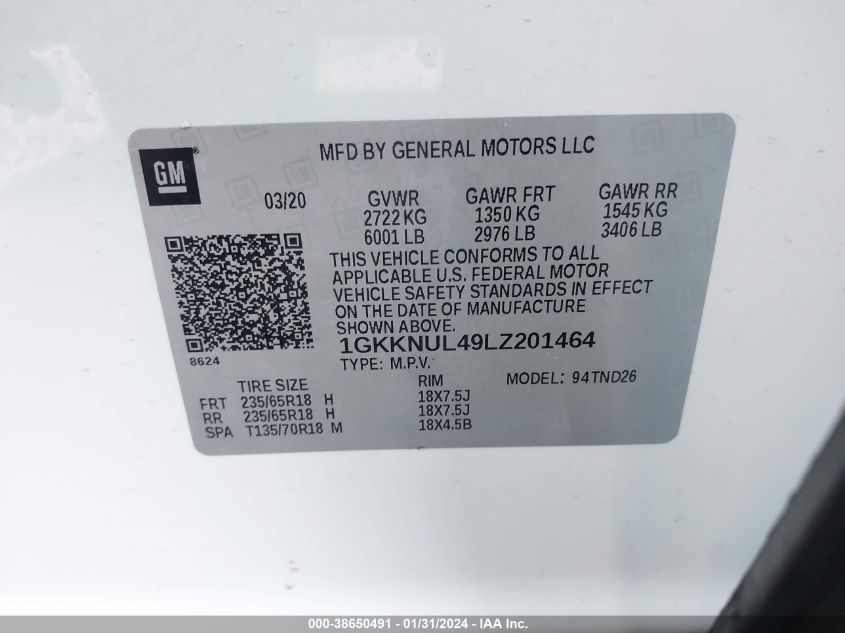 MFD BY GENERAL MOTORS LLC
GM
03/20 GVWR GAWR FRT GAWR RR
2722 KG 1350 KG 1545 KG
6001 LB 2976 LB 3406 LB
THIS VEHICLE CONFORMS TO ALL
APPLICABLE U.S. FEDERAL MOTOR
VEHICLE SAFETY STANDARDS IN EFFECT
ON THE DATE OF MANUFACTURE
SHOWN ABOVE.
1GKKNUL49LZ201464
8624
TYPE: M.P.V.
TIRE SIZE RIM MODEL: 94TND26
FRT 235/65R18 H 18X7.5J
RR 235/65R18 H 18X7.5J
SPA T135/70R18 M 18X4.5B
000-38650491 - 01/31/2024 - IAA Inc.